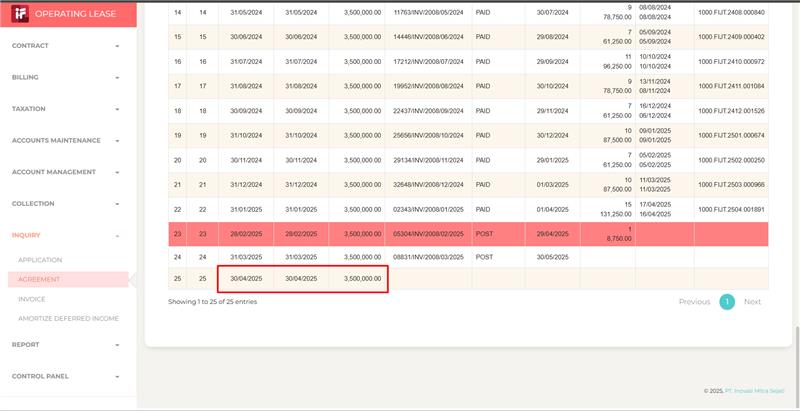 iF OPERATING LEASE
CONTRACT
BILLING
TAXATION
ACCOUNTS MAINTENANCE
ACCOUNT MANAGEMENT
COLLECTION
INQUIRY
APPLICATION
AGREEMENT
INVOICE
AMORTIZE DEFERRED INCOME
REPORT
CONTROL PANEL
14 14 31/05/2024 31/05/2024 3,500,000.00 11763/INV/2008/05/2024 PAID 30/07/2024 9 08/08/2024 1000.FIJT.2408.000840
78,750.00 08/08/2024
15 15 30/06/2024 30/06/2024 3,500,000.00 14446/INV/2008/06/2024 PAID 29/08/2024 7 05/09/2024 1000.FIJT.2409.000402
61,250.00 05/09/2024
16 16 31/07/2024 31/07/2024 3,500,000.00 17212/INV/2008/07/2024 PAID 29/09/2024 11 10/10/2024 1000.FIJT.2410.000972
96,250.00 10/10/2024
17 17 31/08/2024 31/08/2024 3,500,000.00 19952/INV/2008/08/2024 PAID 30/10/2024 9 13/11/2024 1000.FIJT.2411.001084
78,750.00 08/11/2024
18 18 30/09/2024 30/09/2024 3,500,000.00 22437/INV/2008/09/2024 PAID 29/11/2024 7 16/12/2024 1000.FIJT.2412.001526
61,250.00 06/12/2024
19 19 31/10/2024 31/10/2024 3,500,000.00 25656/INV/2008/10/2024 PAID 30/12/2024 10 09/01/2025 1000.FIJT.2501.000674
87,500.00 09/01/2025
20 20 30/11/2024 30/11/2024 3,500,000.00 29134/INV/2008/11/2024 PAID 29/01/2025 7 05/02/2025 1000.FIJT.2502.000250
61,250.00 05/02/2025
21 21 31/12/2024 31/12/2024 3,500,000.00 32648/INV/2008/12/2024 PAID 01/03/2025 10 11/03/2025 1000.FIJT.2503.000966
87,500.00 11/03/2025
22 22 31/01/2025 31/01/2025 3,500,000.00 02343/INV/2008/01/2025 PAID 01/04/2025 15 17/04/2025 1000.FIJT.2504.001891
131,250.00 16/04/2025
23 23 28/02/2025 28/02/2025 3,500,000.00 05304/INV/2008/02/2025 POST 29/04/2025 1
8,750.00
24 24 31/03/2025 31/03/2025 3,500,000.00 08831/INV/2008/03/2025 POST 30/05/2025
25 25 30/04/2025 30/04/2025 3,500,000.00
Showing 1 to 25 of 25 entries
Previous 1 Next
© 2025, PT. Inovasi Mitra Sejati